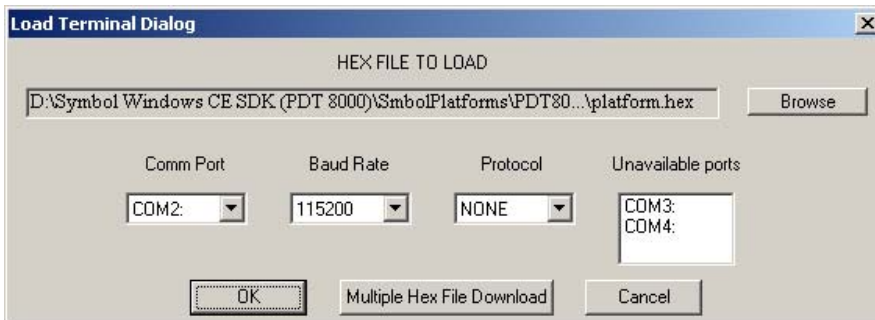 Load Terminal Dialog
HEX FILE TO LOAD
D:\Symbol Windows CE SDK (PDT 8000)\SmbolPlatforms\PDT80...\platform.hex
Browse
Comm Port Baud Rate Protocol Unavailable ports
COM2: 115200 NONE COM3:
COM4:
OK Multiple Hex File Download Cancel